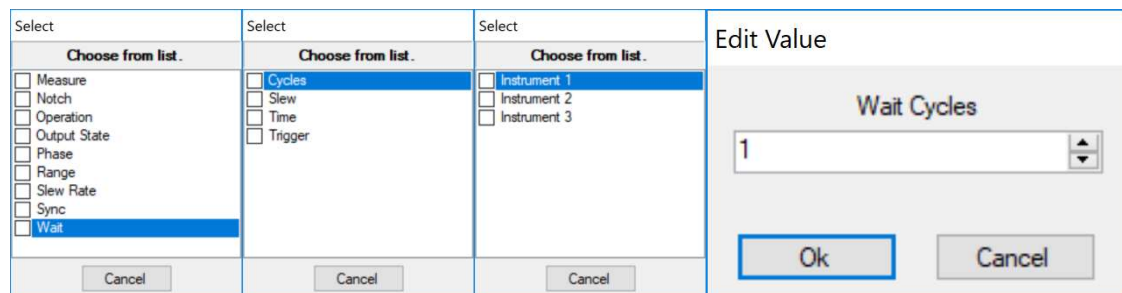 Select
Choose from list.
Measure
Notch
Operation
Output State
Phase
Range
Slew Rate
Sync
Wait
Cancel
Select
Choose from list.
Cycles
Slew
Time
Trigger
Cancel
Select
Choose from list.
Instrument 1
Instrument 2
Instrument 3
Cancel
Edit Value
Wait Cycles
1
Ok
Cancel